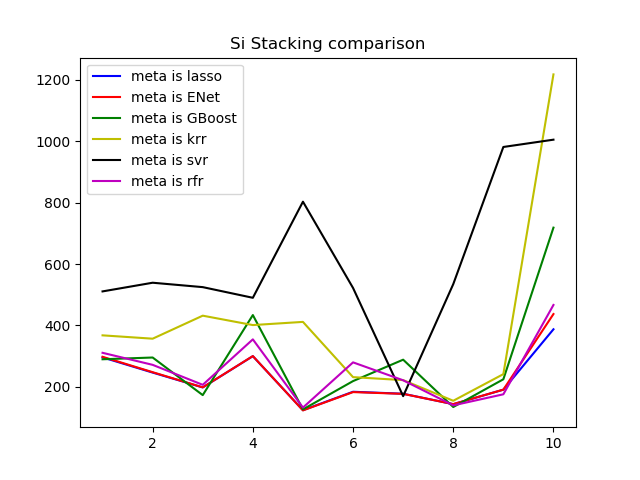 Si Stacking comparison
meta is lasso
meta is ENet
meta is GBoost
meta is krr
meta is svr
meta is rfr
1200
1000
800
600
400
200
2 4 6 8 10